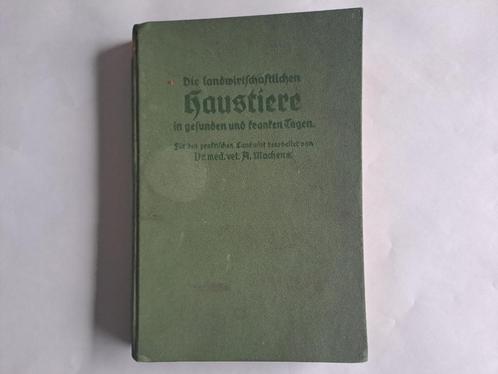 Die landwirtschaftlichen
Haustiere
in gesunden und kranken Tagen.
Für den praktischen Landwirt bearbeitet von
Dr. med. vet. A. Machens.